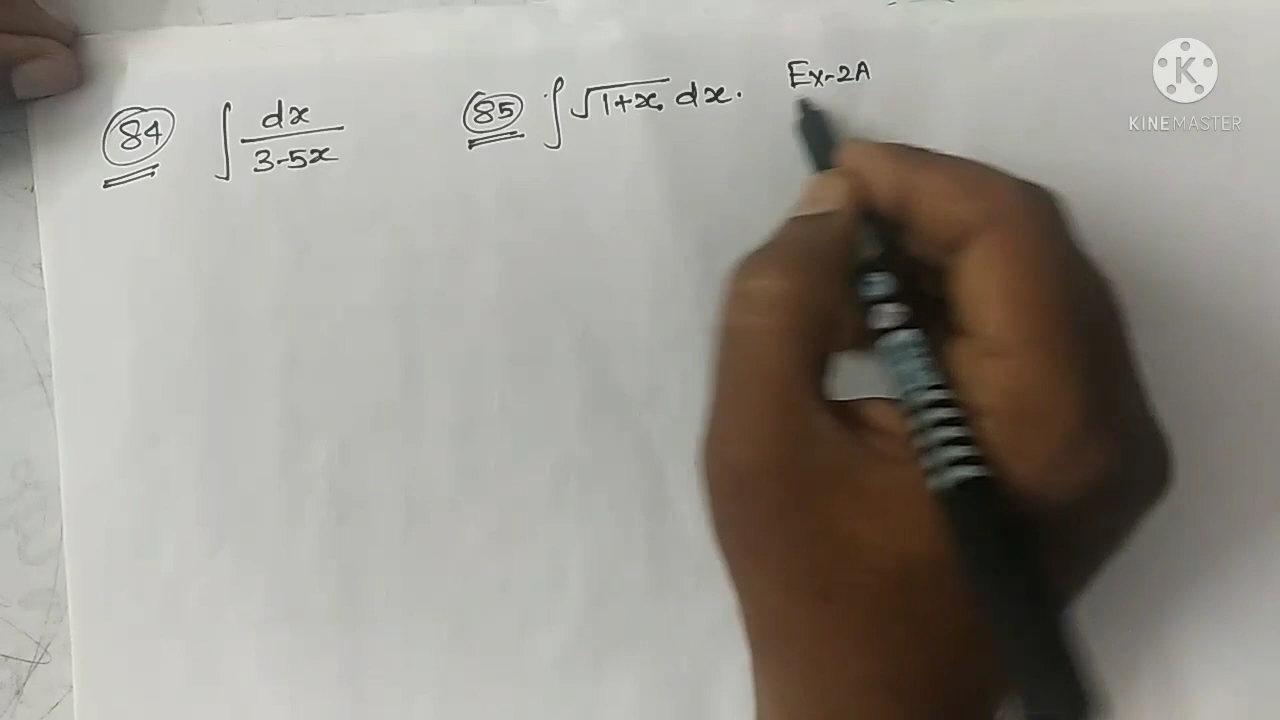 84 ∫ dx / 3-5x
85 ∫ √1+x dx.
Ex-2A
K
KINEMASTER